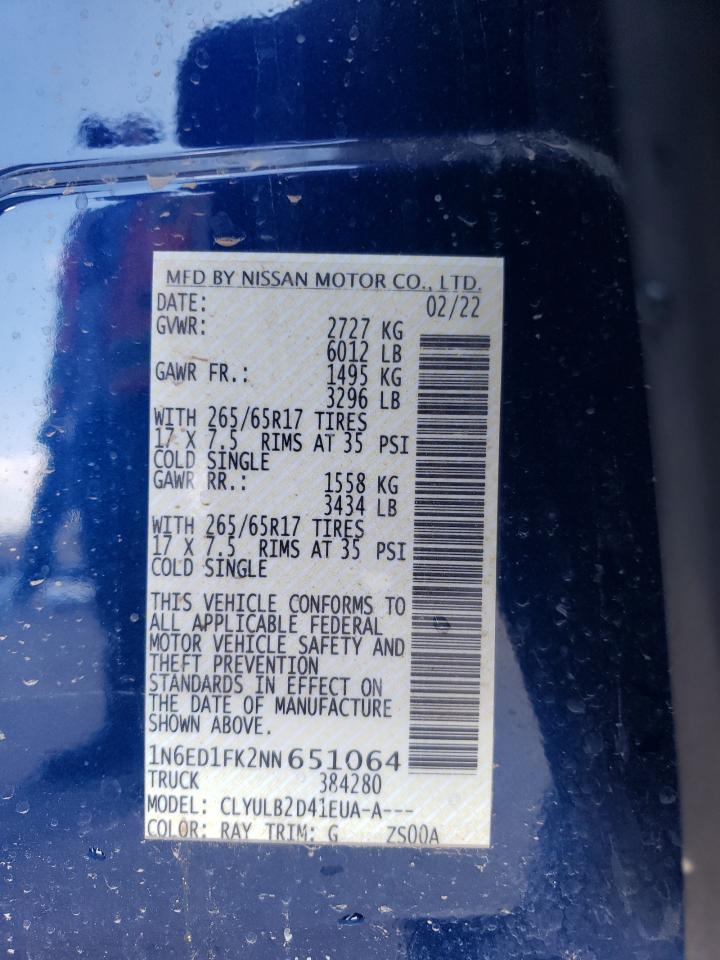 MFD BY NISSAN MOTOR CO., LTD.
DATE: 02/22
GVWR: 2727 KG
6012 LB
GAWR FR.: 1495 KG
3296 LB
WITH 265/65R17 TIRES
17 X 7.5 RIMS AT 35 PSI
COLD SINGLE
GAWR RR.: 1558 KG
3434 LB
WITH 265/65R17 TIRES
17 X 7.5 RIMS AT 35 PSI
COLD SINGLE
THIS VEHICLE CONFORMS TO
ALL APPLICABLE FEDERAL
MOTOR VEHICLE SAFETY AND
THEFT PREVENTION
STANDARDS IN EFFECT ON
THE DATE OF MANUFACTURE
SHOWN ABOVE.
1N6ED1FK2NN651064
TRUCK 384280
MODEL: CLYULB2D41EUA-A---
COLOR: RAY TRIM: G ZS00A